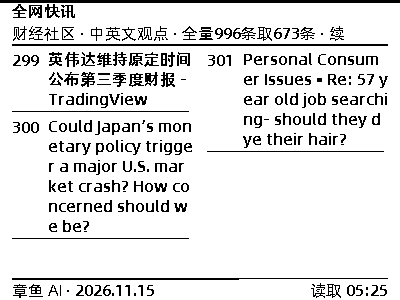 全网快讯
财经社区 · 中英文观点 · 全量996条取673条 · 续
299 英伟达维持原定时间
公布第三季度财报 -
TradingView
300 Could Japan’s mon
etary policy trigge
r a major U.S. mar
ket crash? How co
ncerned should w
e be?
301 Personal Consum
er Issues • Re: 57 y
ear old job searchi
ng- should they d
ye their hair?
章鱼 AI · 2026.11.15
读取 05:25